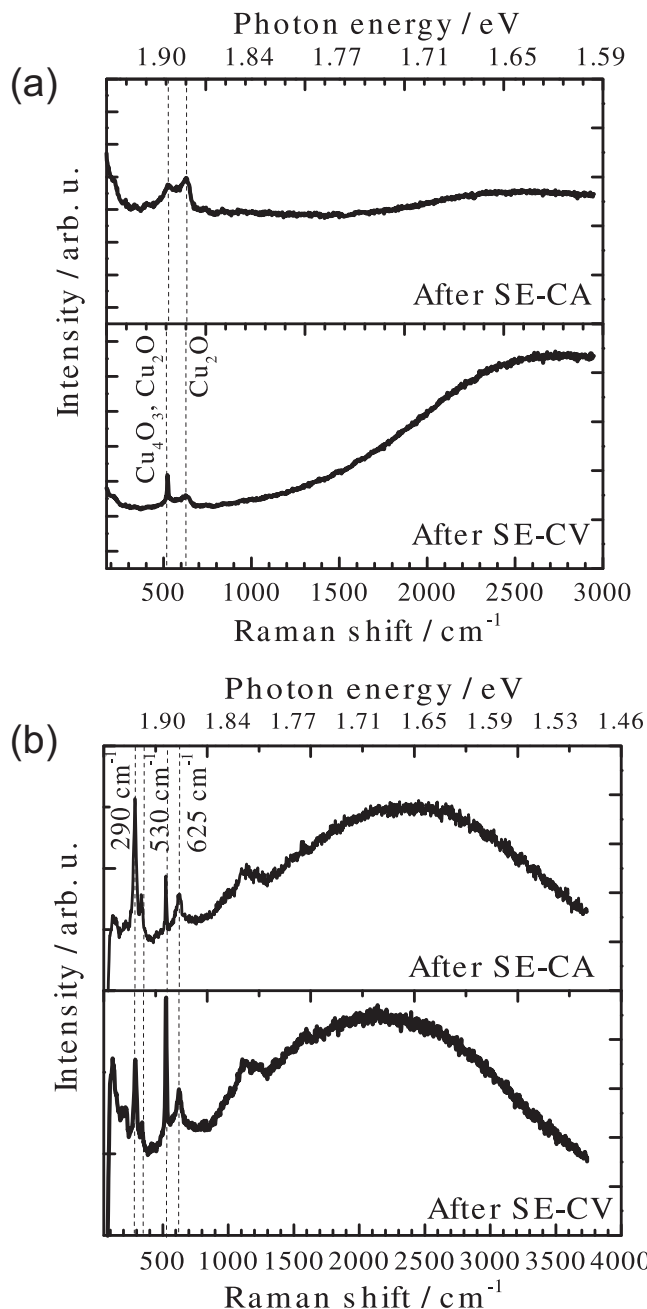 Photon energy / eV
1.90 1.84 1.77 1.71 1.65 1.59
(a)
Intensity / arb. u.
After SE-CA
Cu4O3, Cu2O
Cu2O
After SE-CV
500 1000 1500 2000 2500 3000
Raman shift / cm-1
Photon energy / eV
(b)
1.90 1.84 1.77 1.71 1.65 1.59 1.53 1.46
Intensity / arb. u.
290 cm-1
530 cm-1
625 cm-1
After SE-CA
After SE-CV
500 1000 1500 2000 2500 3000 3500 4000
Raman shift / cm-1